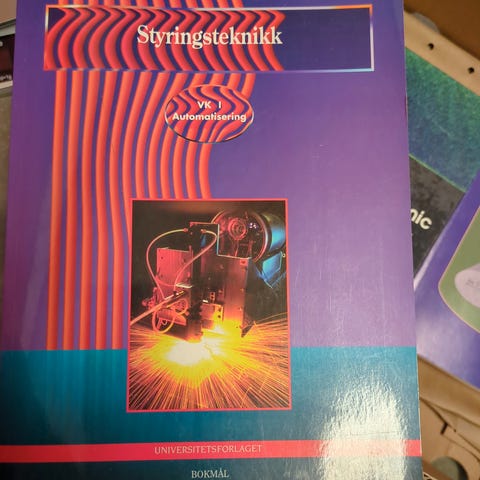 Styringsteknikk
VK I
Automatisering
UNIVERSITETSFORLAGET
BOKMÅL
nic